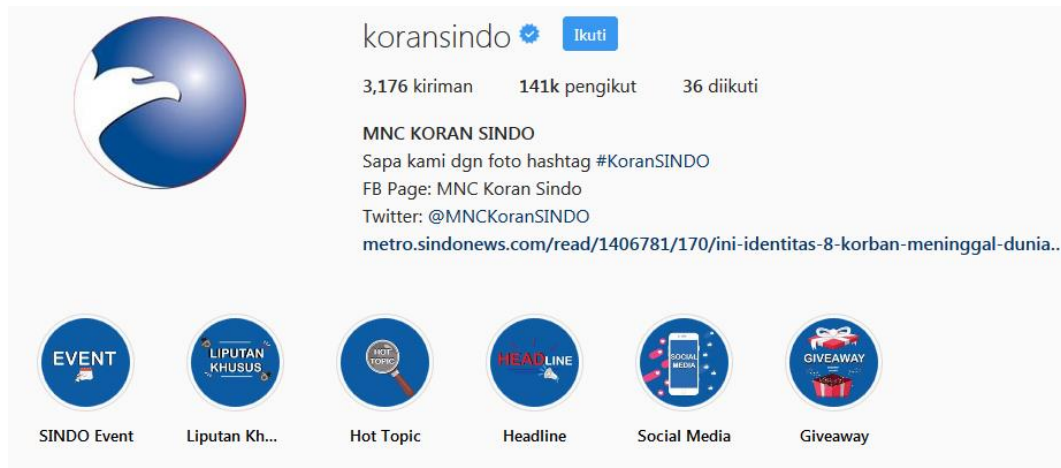 koransindo Ikuti
3,176 kiriman 141k pengikut 36 diikuti
MNC KORAN SINDO
Sapa kami dgn foto hashtag #KoranSINDO
FB Page: MNC Koran Sindo
Twitter: @MNCKoranSINDO
metro.sindonews.com/read/1406781/170/ini-identitas-8-korban-meninggal-dunia..
EVENT
LIPUTAN
KHUSUS
HOT
TOPIC
HEADLINE
SOCIAL
MEDIA
GIVEAWAY
SINDO Event Liputan Kh... Hot Topic Headline Social Media Giveaway